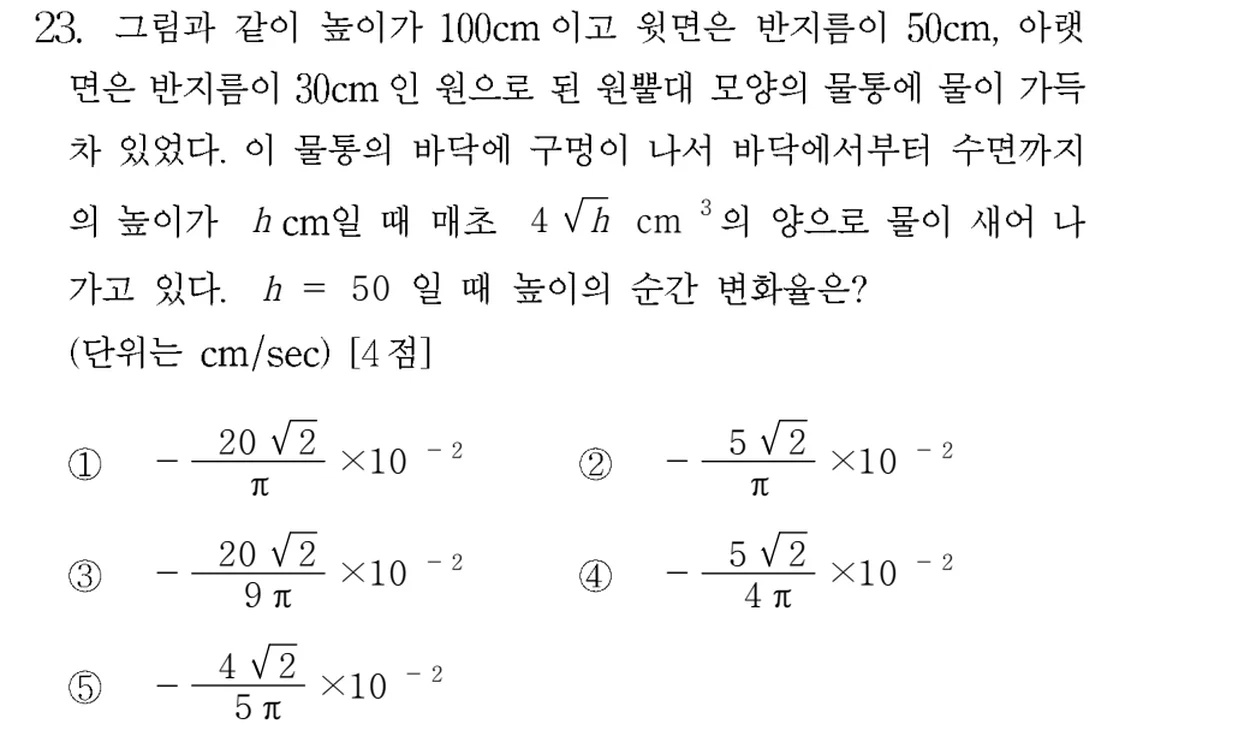 23. 그림과 같이 높이가 100cm 이고 윗면은 반지름이 50cm, 아랫
면은 반지름이 30cm 인 원으로 된 원뿔대 모양의 물통에 물이 가득
차 있었다. 이 물통의 바닥에 구멍이 나서 바닥에서부터 수면까지
의 높이가 h cm일 때 매초 4√h cm³의 양으로 물이 새어 나
가고 있다. h = 50 일 때 높이의 순간 변화율은?
(단위는 cm/sec) [4점]
① −20√2/π ×10⁻² ② −5√2/π ×10⁻²
③ −20√2/9π ×10⁻² ④ −5√2/4π ×10⁻²
⑤ −4√2/5π ×10⁻²